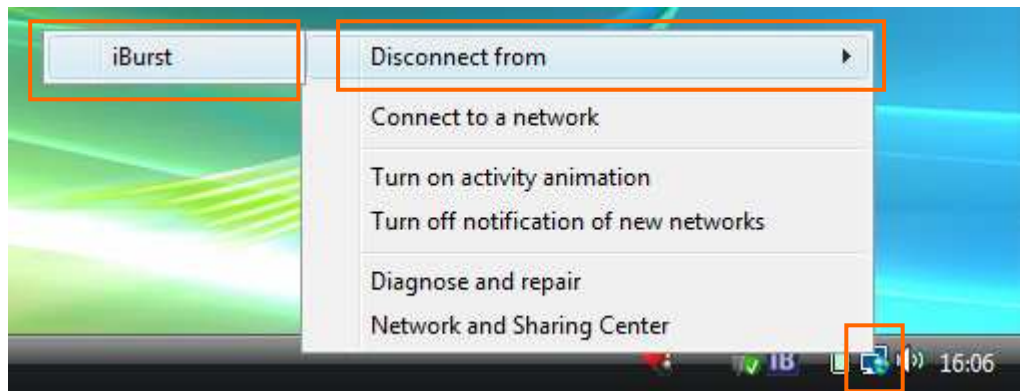 iBurst
Disconnect from
Connect to a network
Turn on activity animation
Turn off notification of new networks
Diagnose and repair
Network and Sharing Center
iB
16:06